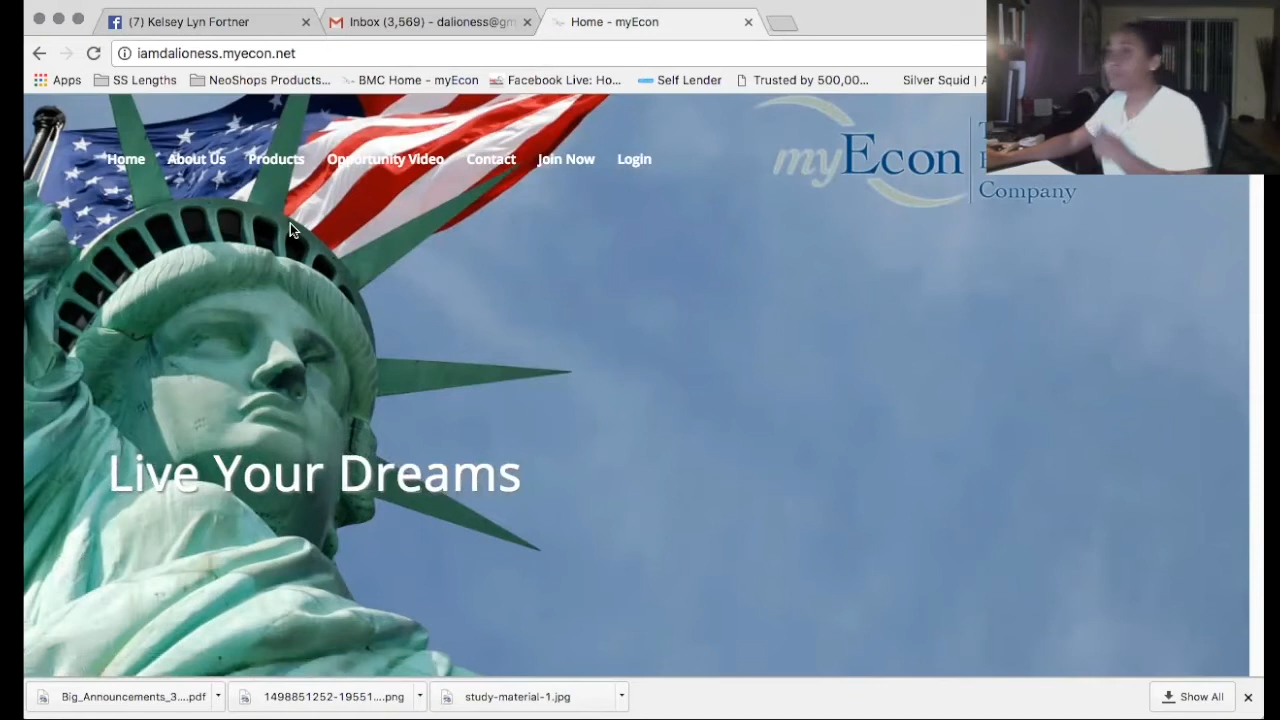 (7) Kelsey Lyn Fortner
Inbox (3,569) - dalioness@gm
Home - myEcon
iamdalioness.myecon.net
Apps
SS Lengths
NeoShops Products...
BMC Home - myEcon
Facebook Live: Ho...
Self Lender
Trusted by 500,00...
Silver Squid | A
Home
About Us
Products
Opportunity Video
Contact
Join Now
Login
myEcon
Company
Live Your Dreams
Big_Announcements_3....pdf
1498851252-19551....png
study-material-1.jpg
Show All